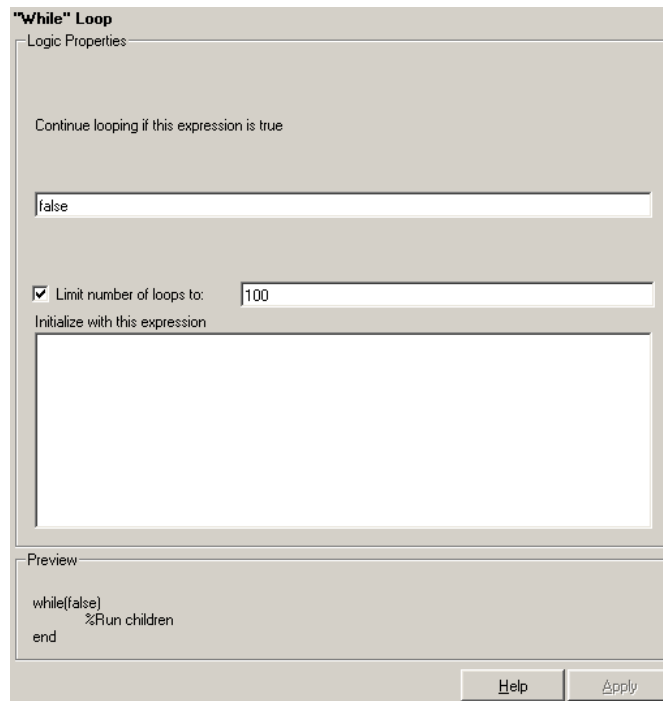 "While" Loop
Logic Properties
Continue looping if this expression is true
false
Limit number of loops to: 100
Initialize with this expression
Preview
while(false)
%Run children
end
Help Apply